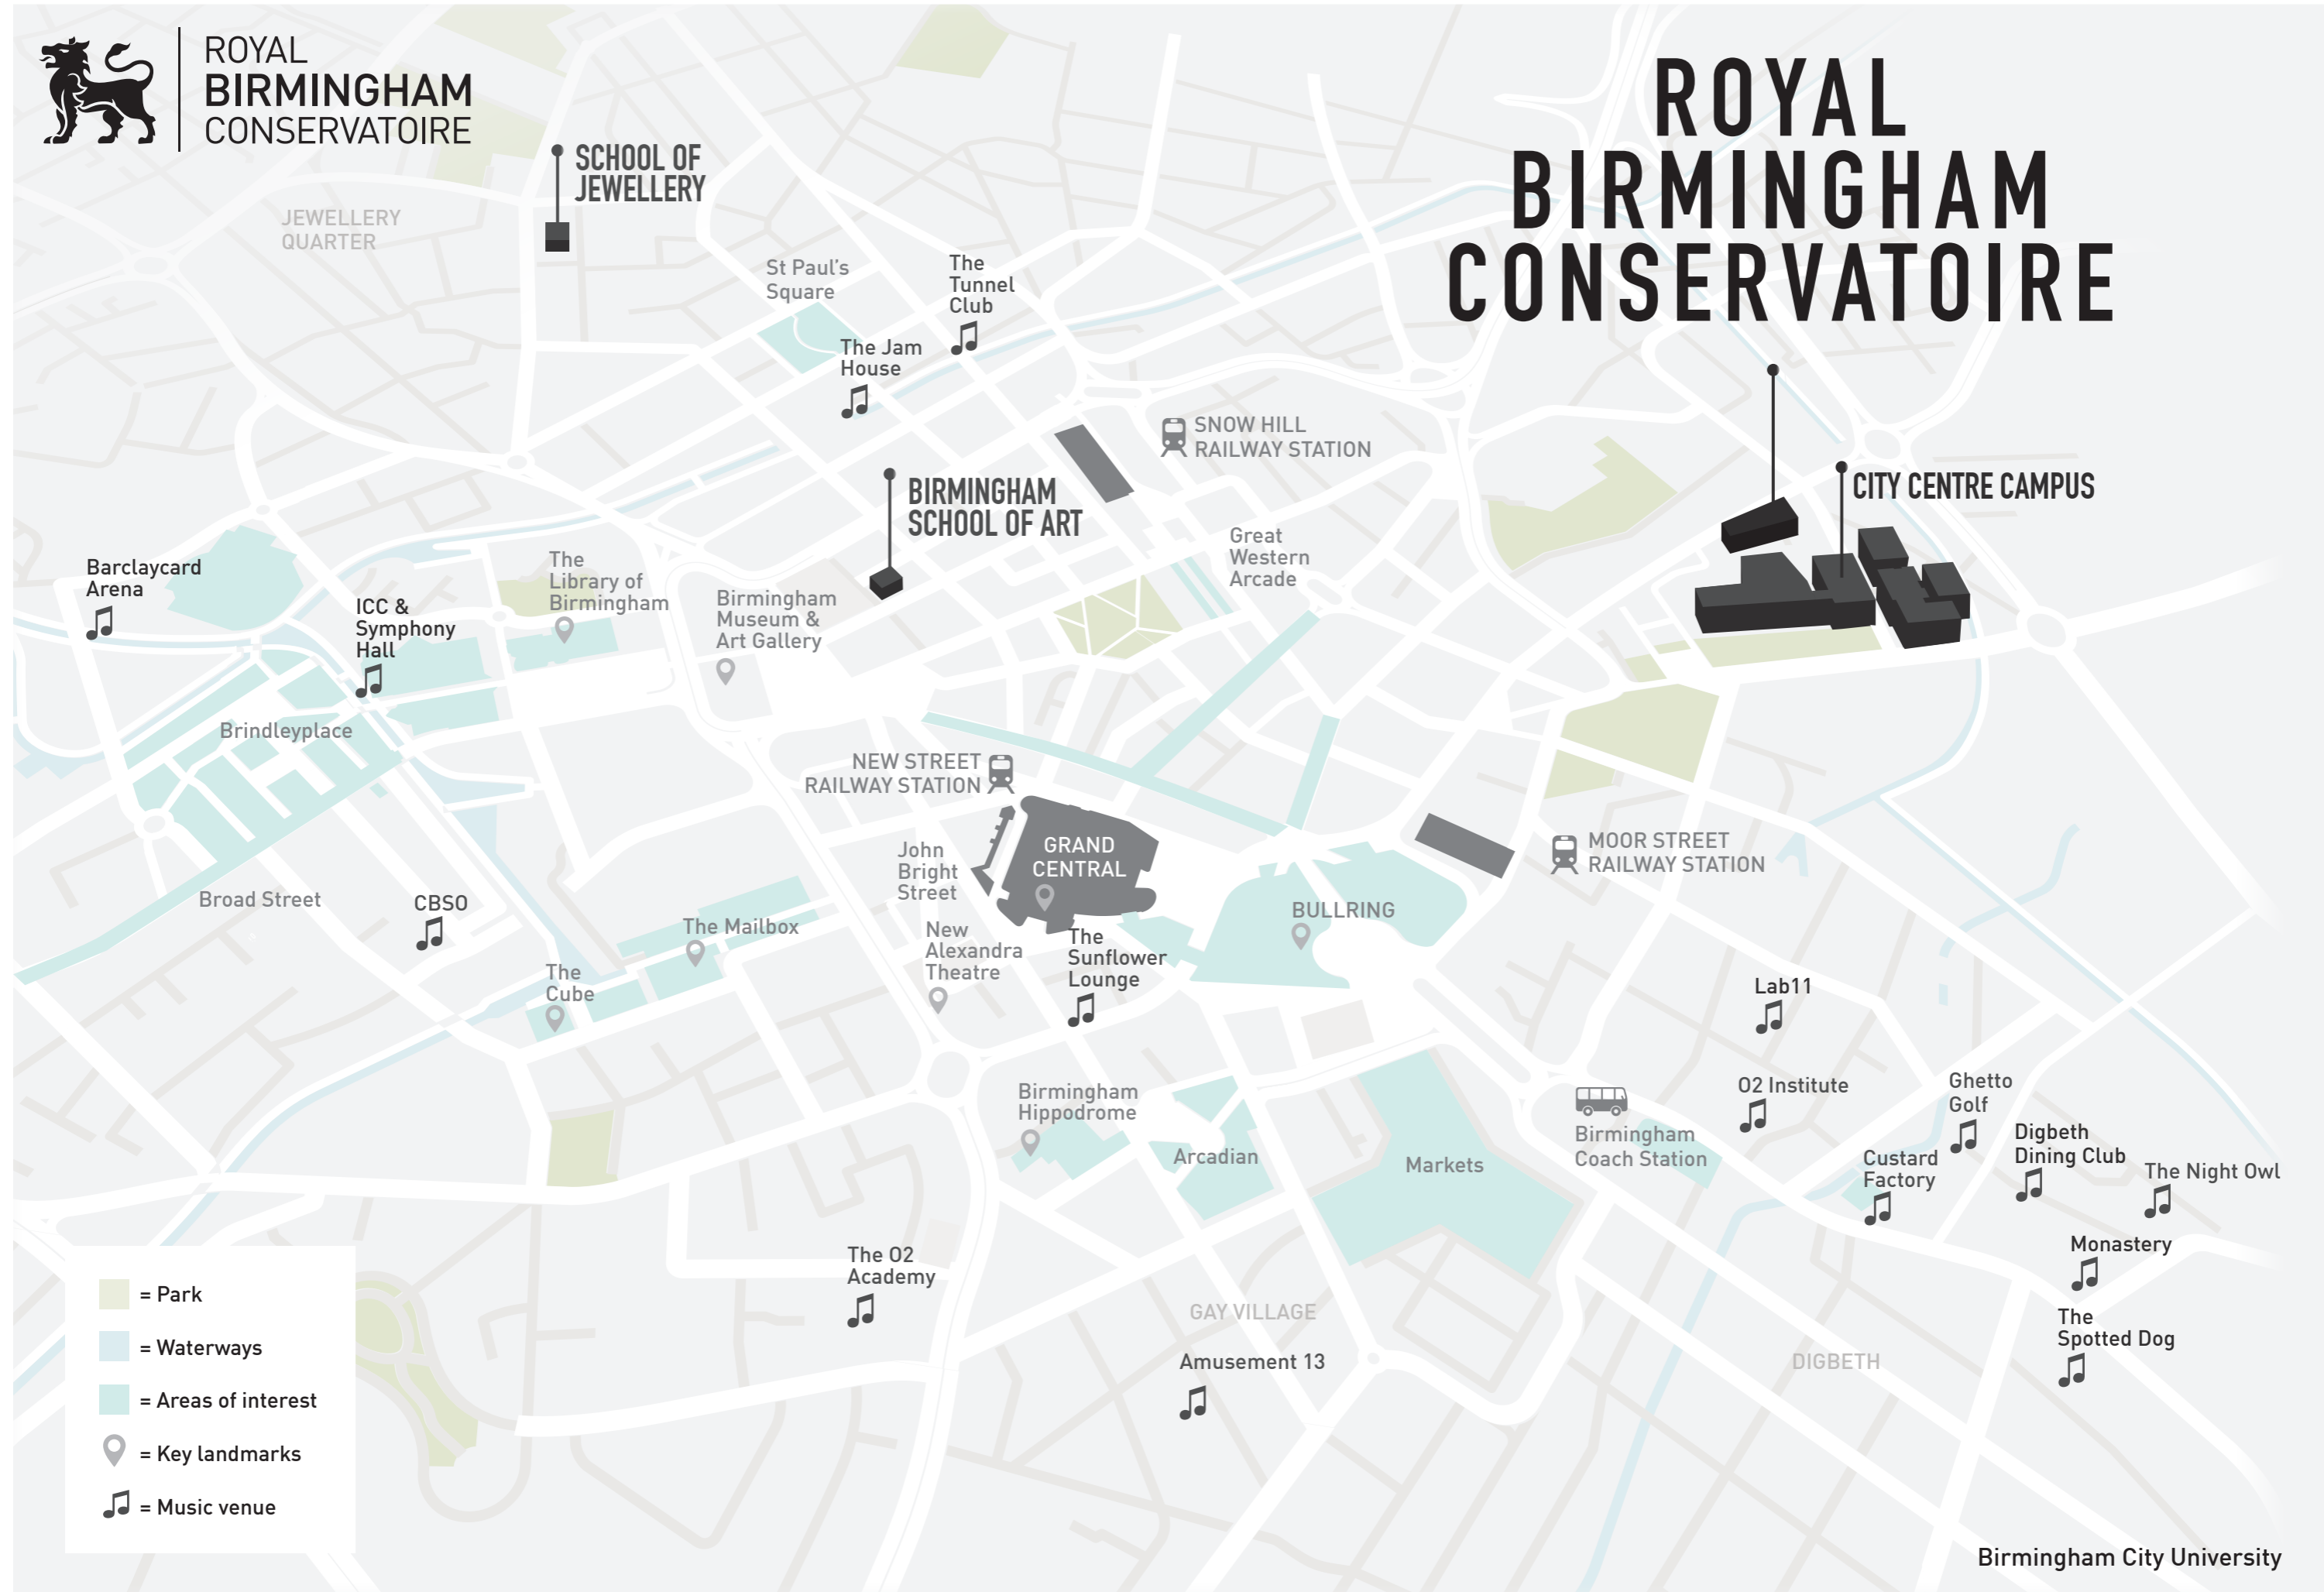 ROYAL
BIRMINGHAM
CONSERVATOIRE
ROYAL
BIRMINGHAM
CONSERVATOIRE
SCHOOL OF
JEWELLERY
JEWELLERY
QUARTER
St Paul's
Square
The
Tunnel
Club
The Jam
House
SNOW HILL
RAILWAY STATION
CITY CENTRE CAMPUS
BIRMINGHAM
SCHOOL OF ART
Great
Western
Arcade
Barclaycard
Arena
ICC &
Symphony
Hall
The
Library of
Birmingham
Birmingham
Museum &
Art Gallery
Brindleyplace
NEW STREET
RAILWAY STATION
GRAND
CENTRAL
John
Bright
Street
MOOR STREET
RAILWAY STATION
Broad Street
CBSO
The Mailbox
New
Alexandra
Theatre
The
Sunflower
Lounge
BULLRING
The
Cube
Lab11
O2 Institute
Ghetto
Golf
Birmingham
Hippodrome
Arcadian
Markets
Birmingham
Coach Station
Custard
Factory
Digbeth
Dining Club
The Night Owl
Monastery
The O2
Academy
GAY VILLAGE
Amusement 13
DIGBETH
The
Spotted Dog
= Park
= Waterways
= Areas of interest
= Key landmarks
= Music venue
Birmingham City University